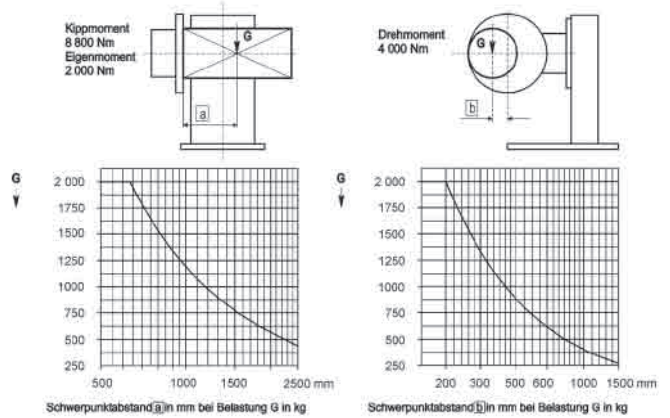 Kippmoment
8 800 Nm
Eigenmoment
2 000 Nm
G
a
Drehmoment
4 000 Nm
G
b
G
2 000
1750
1500
1250
1000
750
500
250
500 1000 1500 2500 mm
Schwerpunktabstand a in mm bei Belastung G in kg
G
2 000
1750
1500
1250
1000
750
500
250
200 300 500 600 1000 1500 mm
Schwerpunktabstand b in mm bei Belastung G in kg